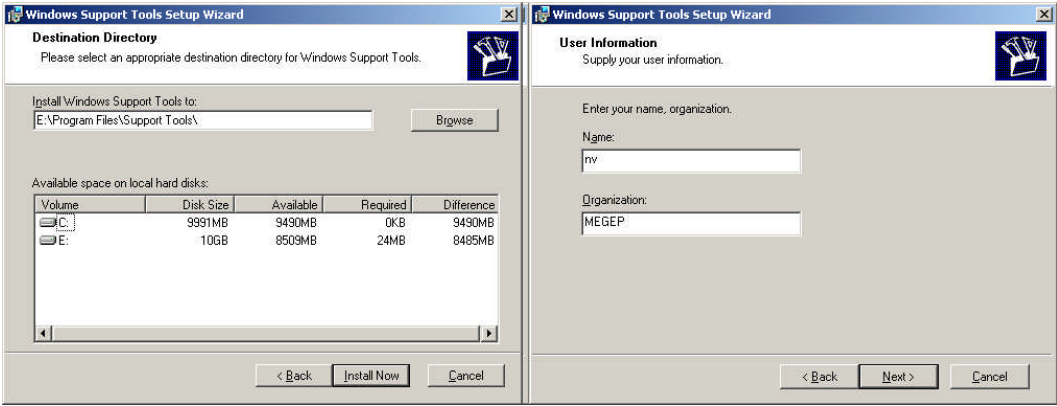 Windows Support Tools Setup Wizard
Destination Directory
Please select an appropriate destination directory for Windows Support Tools.
Install Windows Support Tools to:
E:\Program Files\Support Tools\
Browse
Available space on local hard disks:
Volume Disk Size Available Required Difference
C: 9991MB 9490MB 0KB 9490MB
E: 10GB 8509MB 24MB 8485MB
< Back Install Now Cancel
Windows Support Tools Setup Wizard
User Information
Supply your user information.
Enter your name, organization.
Name:
nv
Organization:
MEGEP
< Back Next > Cancel